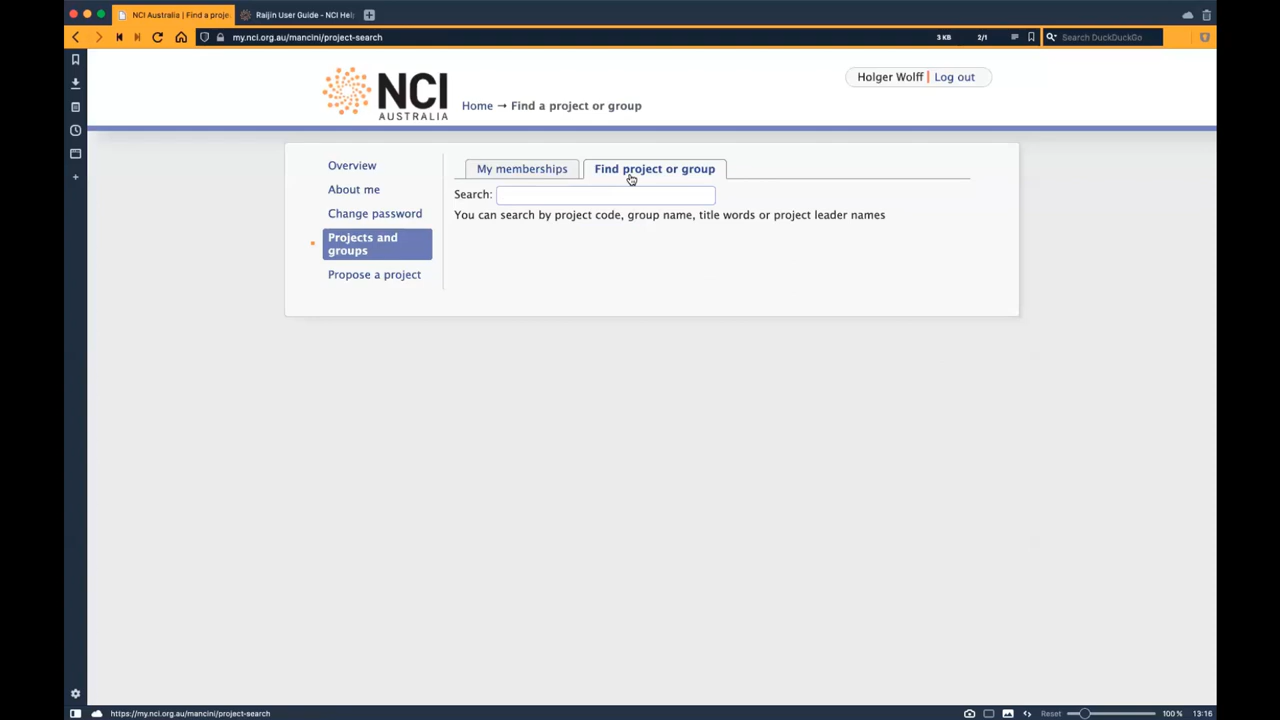 NCI Australia | Find a proje
Raijin User Guide - NCI Hel
my.nci.org.au/mancini/project-search
3 KB
2/1
Search DuckDuckGo
NCI
AUSTRALIA
Home → Find a project or group
Holger Wolff | Log out
Overview
About me
Change password
Projects and
groups
Propose a project
My memberships
Find project or group
Search:
You can search by project code, group name, title words or project leader names
https://my.nci.org.au/mancini/project-search
Reset
100 %
13:16